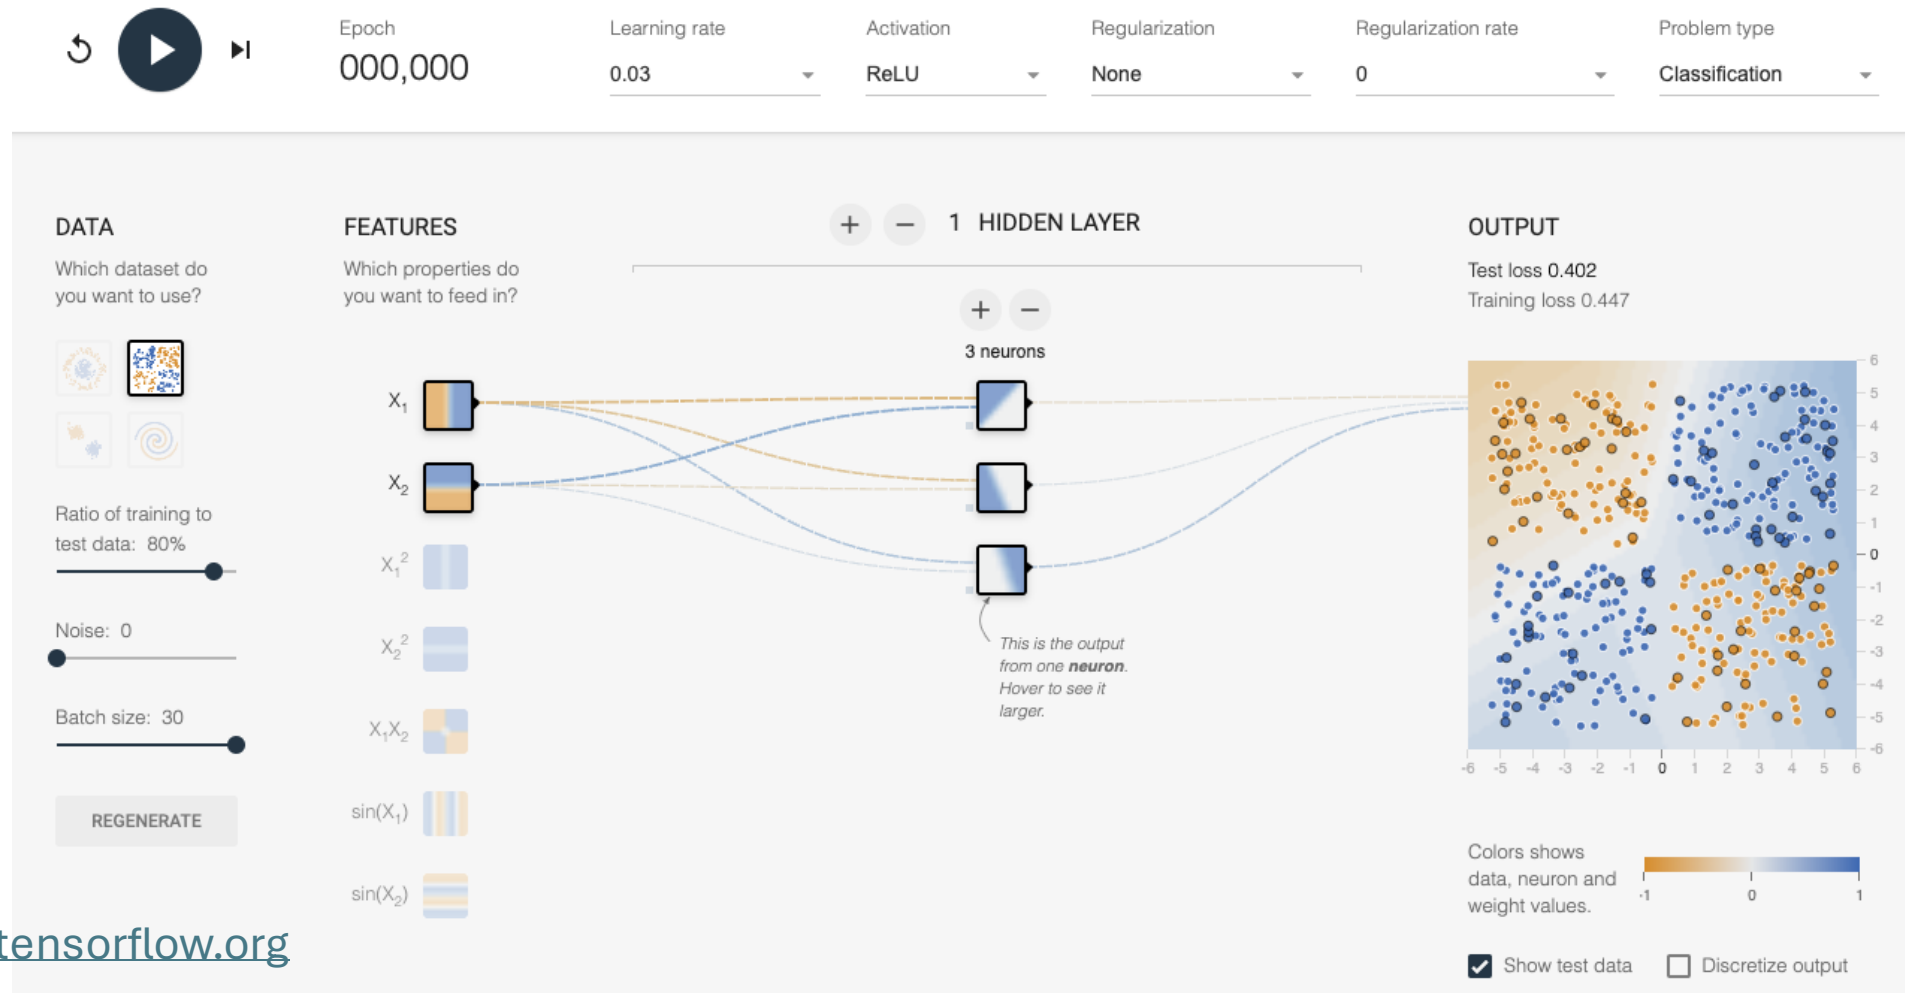 Epoch
000,000
Learning rate
0.03
Activation
ReLU
Regularization
None
Regularization rate
0
Problem type
Classification
DATA
Which dataset do
you want to use?
Ratio of training to
test data: 80%
Noise: 0
Batch size: 30
REGENERATE
FEATURES
Which properties do
you want to feed in?
X₁
X₂
X₁²
X₂²
X₁X₂
sin(X₁)
sin(X₂)
+ − 1 HIDDEN LAYER
+ −
3 neurons
This is the output
from one neuron.
Hover to see it
larger.
OUTPUT
Test loss 0.402
Training loss 0.447
6
5
4
3
2
1
0
-1
-2
-3
-4
-5
-6
-6 -5 -4 -3 -2 -1 0 1 2 3 4 5 6
Colors shows
data, neuron and
weight values.
-1 0 1
Show test data
Discretize output
tensorflow.org